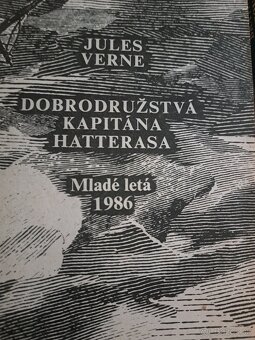 JULES
VERNE
DOBRODRUŽSTVÁ
KAPITÁNA
HATTERASA
Mladé letá
1986